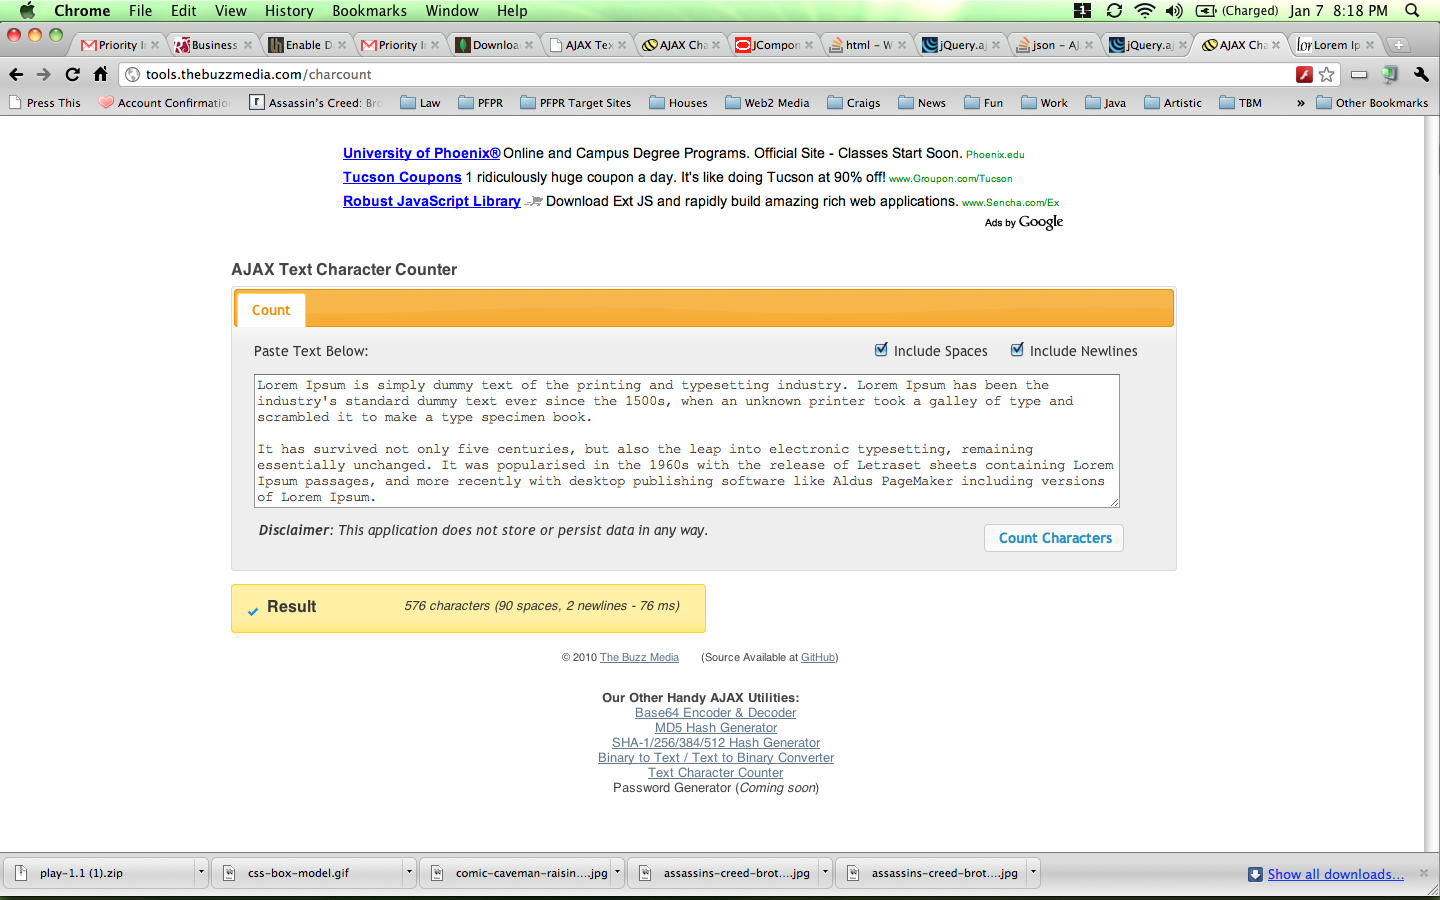 Chrome File Edit View History Bookmarks Window Help (Charged) Jan 7 8:18 PM
Priority I Business Enable D Priority I Downloa AJAX Tex AJAX Cha JCompon html – W jQuery.aj json – AJ jQuery.aj AJAX Cha Lorem Ip
tools.thebuzzmedia.com/charcount
Press This Account Confirmatio Assassin's Creed: Bro Law PFPR PFPR Target Sites Houses Web2 Media Craigs News Fun Work Java Artistic TBM » Other Bookmarks
University of Phoenix® Online and Campus Degree Programs. Official Site - Classes Start Soon. Phoenix.edu
Tucson Coupons 1 ridiculously huge coupon a day. It's like doing Tucson at 90% off! www.Groupon.com/Tucson
Robust JavaScript Library Download Ext JS and rapidly build amazing rich web applications. www.Sencha.com/Ex
Ads by Google
AJAX Text Character Counter
Count
Paste Text Below: Include Spaces Include Newlines
Lorem Ipsum is simply dummy text of the printing and typesetting industry. Lorem Ipsum has been the
industry's standard dummy text ever since the 1500s, when an unknown printer took a galley of type and
scrambled it to make a type specimen book.
It has survived not only five centuries, but also the leap into electronic typesetting, remaining
essentially unchanged. It was popularised in the 1960s with the release of Letraset sheets containing Lorem
Ipsum passages, and more recently with desktop publishing software like Aldus PageMaker including versions
of Lorem Ipsum.
Disclaimer: This application does not store or persist data in any way.
Count Characters
Result 576 characters (90 spaces, 2 newlines - 76 ms)
© 2010 The Buzz Media (Source Available at GitHub)
Our Other Handy AJAX Utilities:
Base64 Encoder & Decoder
MD5 Hash Generator
SHA-1/256/384/512 Hash Generator
Binary to Text / Text to Binary Converter
Text Character Counter
Password Generator (Coming soon)
play-1.1 (1).zip css-box-model.gif comic-caveman-raisin....jpg assassins-creed-brot....jpg assassins-creed-brot....jpg Show all downloads...